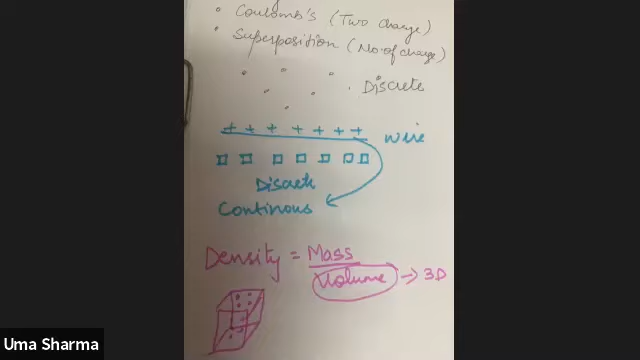 • Coulomb's (Two charge)
• Superposition (No. of charge)
Discrete
+ + + + + + +
wire
Discrete
Continous
Density = Mass
Volume → 3D
Uma Sharma